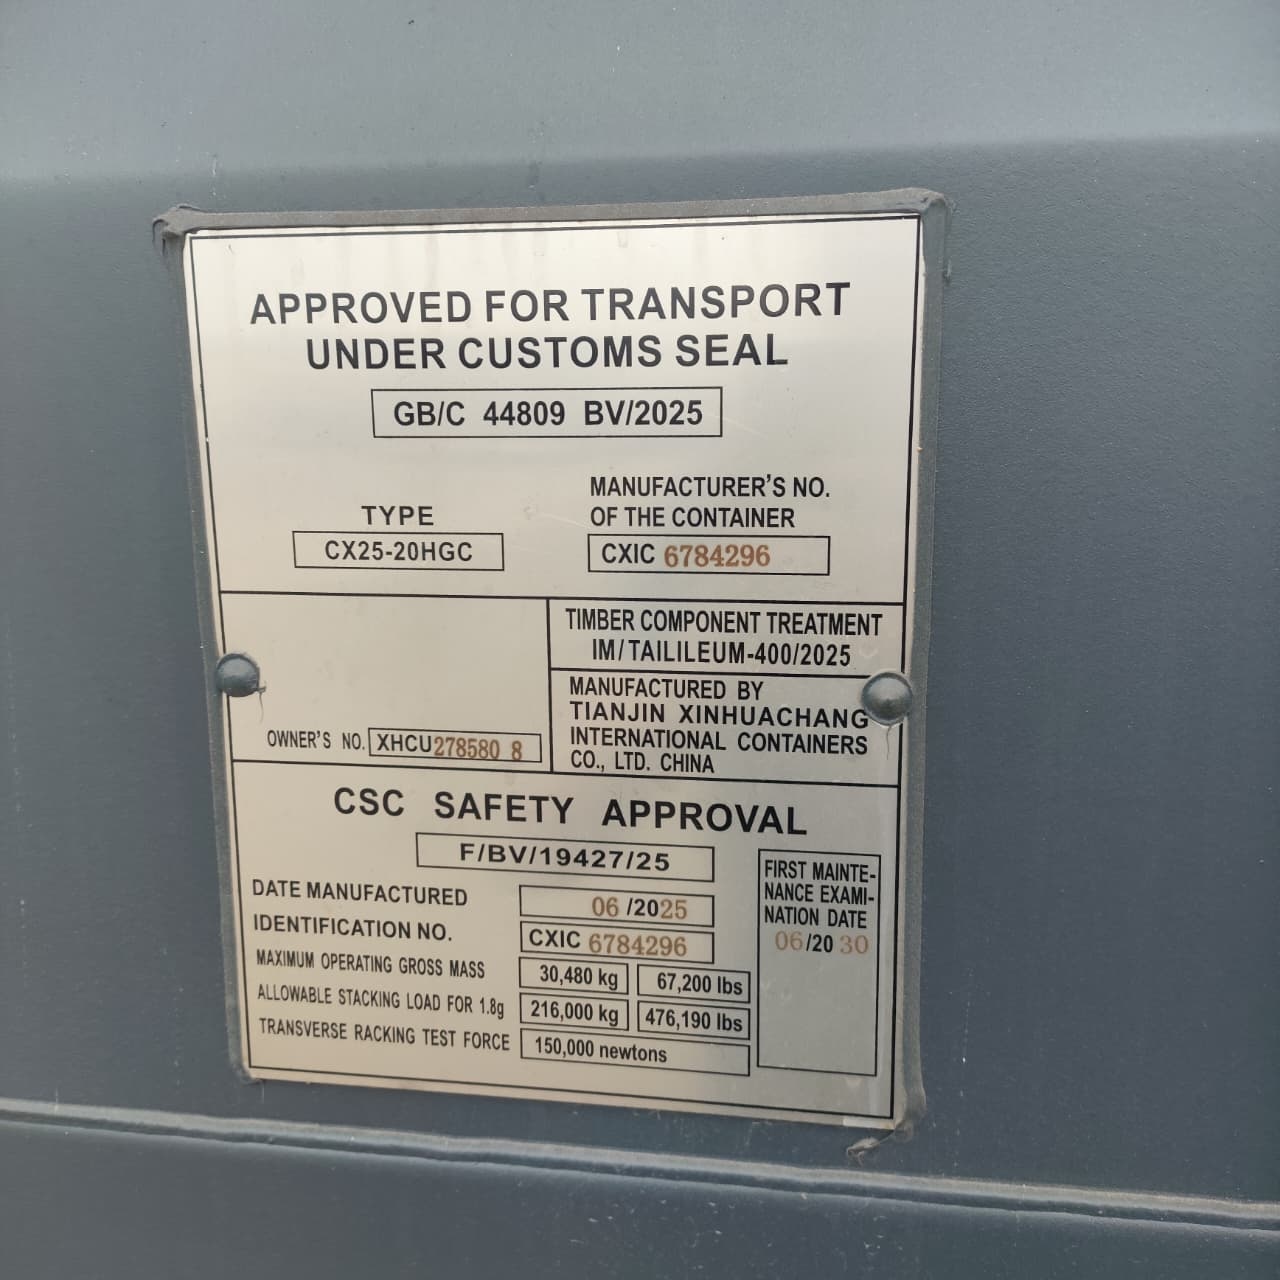 APPROVED FOR TRANSPORT
UNDER CUSTOMS SEAL
GB/C 44809 BV/2025
TYPE
CX25-20HGC
MANUFACTURER'S NO.
OF THE CONTAINER
CXIC 6784296
TIMBER COMPONENT TREATMENT
IM/TAILILEUM-400/2025
MANUFACTURED BY
TIANJIN XINHUACHANG
INTERNATIONAL CONTAINERS
CO., LTD. CHINA
OWNER'S NO. XHCU278580 8
CSC SAFETY APPROVAL
F/BV/19427/25
DATE MANUFACTURED 06/2025
IDENTIFICATION NO. CXIC 6784296
MAXIMUM OPERATING GROSS MASS 30,480 kg 67,200 lbs
ALLOWABLE STACKING LOAD FOR 1.8g 216,000 kg 476,190 lbs
TRANSVERSE RACKING TEST FORCE 150,000 newtons
FIRST MAINTE-
NANCE EXAMI-
NATION DATE
06/20 30